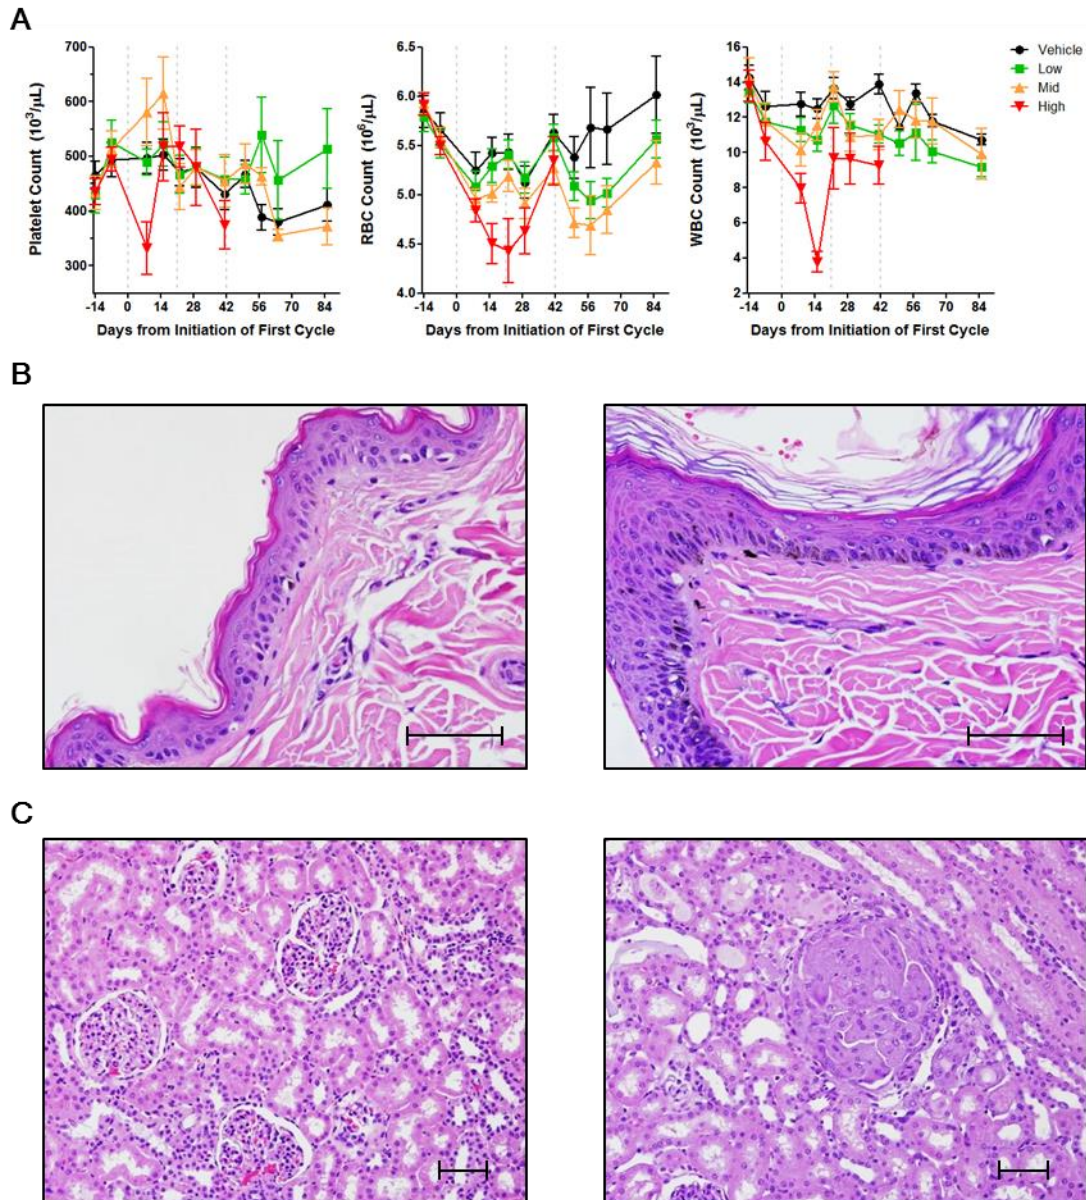 A
Platelet Count (10³/µL)
700
600
500
400
300
-14 0 14 28 42 56 70 84
Days from Initiation of First Cycle
RBC Count (10⁶/µL)
6.5
6.0
5.5
5.0
4.5
4.0
-14 0 14 28 42 56 70 84
Days from Initiation of First Cycle
WBC Count (10³/µL)
16
14
12
10
8
6
4
2
-14 0 14 28 42 56 70 84
Days from Initiation of First Cycle
Vehicle
Low
Mid
High
B
C